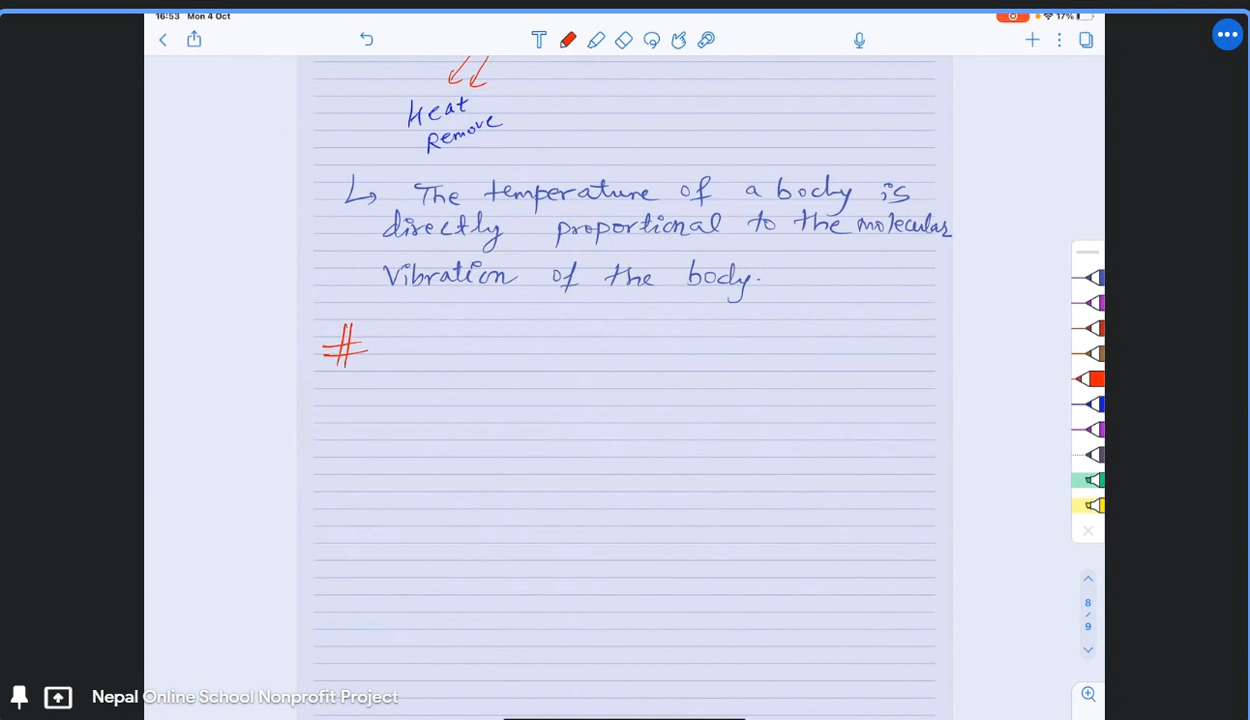 16:53 Mon 4 Oct
17%
T
Heat
Remove
↳ The temperature of a body is
directly proportional to the molecular
vibration of the body.
#
8
/
9
Nepal Online School Nonprofit Project